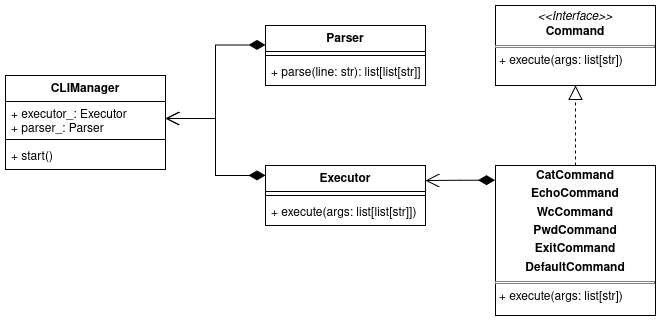 CLIManager
+ executor_: Executor
+ parser_: Parser
+ start()
Parser
+ parse(line: str): list[list[str]]
Executor
+ execute(args: list[list[str]])
<<Interface>>
Command
+ execute(args: list[str])
CatCommand
EchoCommand
WcCommand
PwdCommand
ExitCommand
DefaultCommand
+ execute(args: list[str])